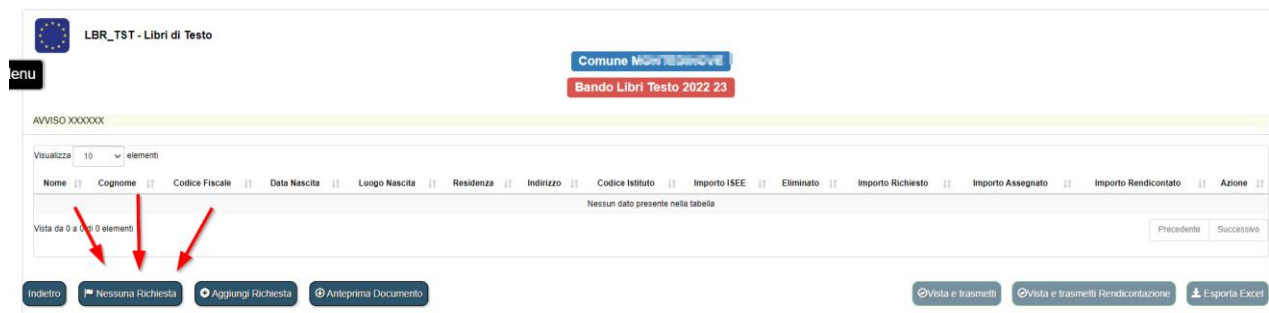 LBR_TST - Libri di Testo
Comune
enu
Bando Libri Testo 2022 23
AVVISO XXXXXX
Visualizza 10 elementi
Nome Cognome Codice Fiscale Data Nascita Luogo Nascita Residenza Indirizzo Codice Istituto Importo ISEE Eliminato Importo Richiesto Importo Assegnato Importo Rendicontato Azione
Nessun dato presente nella tabella
Vista da 0 a 0 di 0 elementi
Precedente Successivo
Indietro Nessuna Richiesta Aggiungi Richiesta Anteprima Documento Vista e trasmetti Vista e trasmetti Rendicontazione Esporta Excel